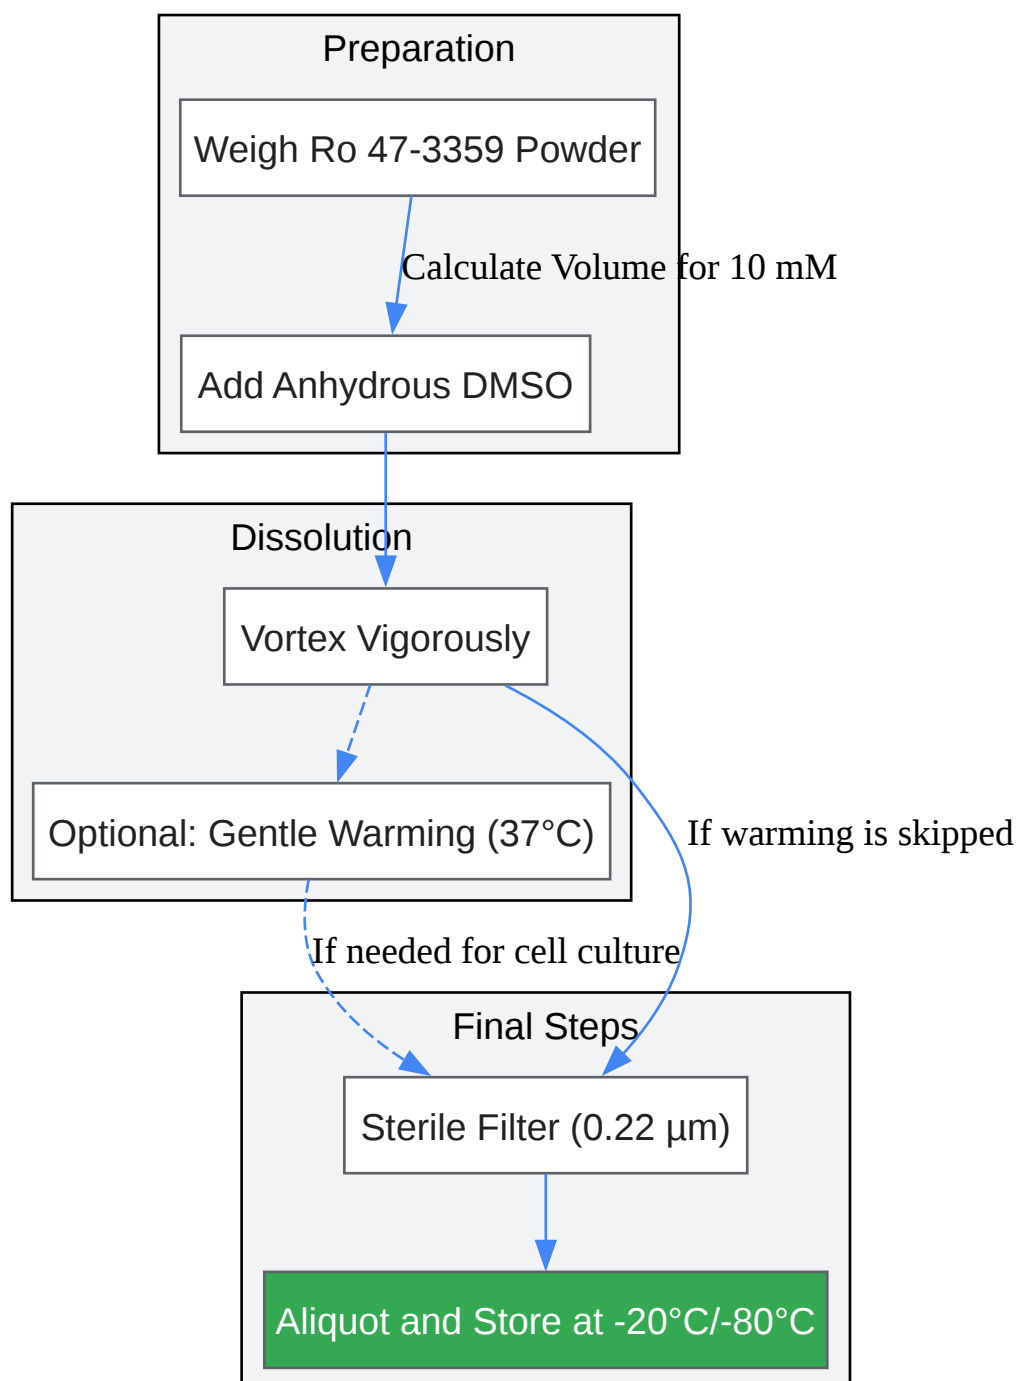 Preparation
Weigh Ro 47-3359 Powder
Calculate Volume for 10 mM
Add Anhydrous DMSO
Dissolution
Vortex Vigorously
Optional: Gentle Warming (37°C)
If warming is skipped
If needed for cell culture
Final Steps
Sterile Filter (0.22 µm)
Aliquot and Store at -20°C/-80°C